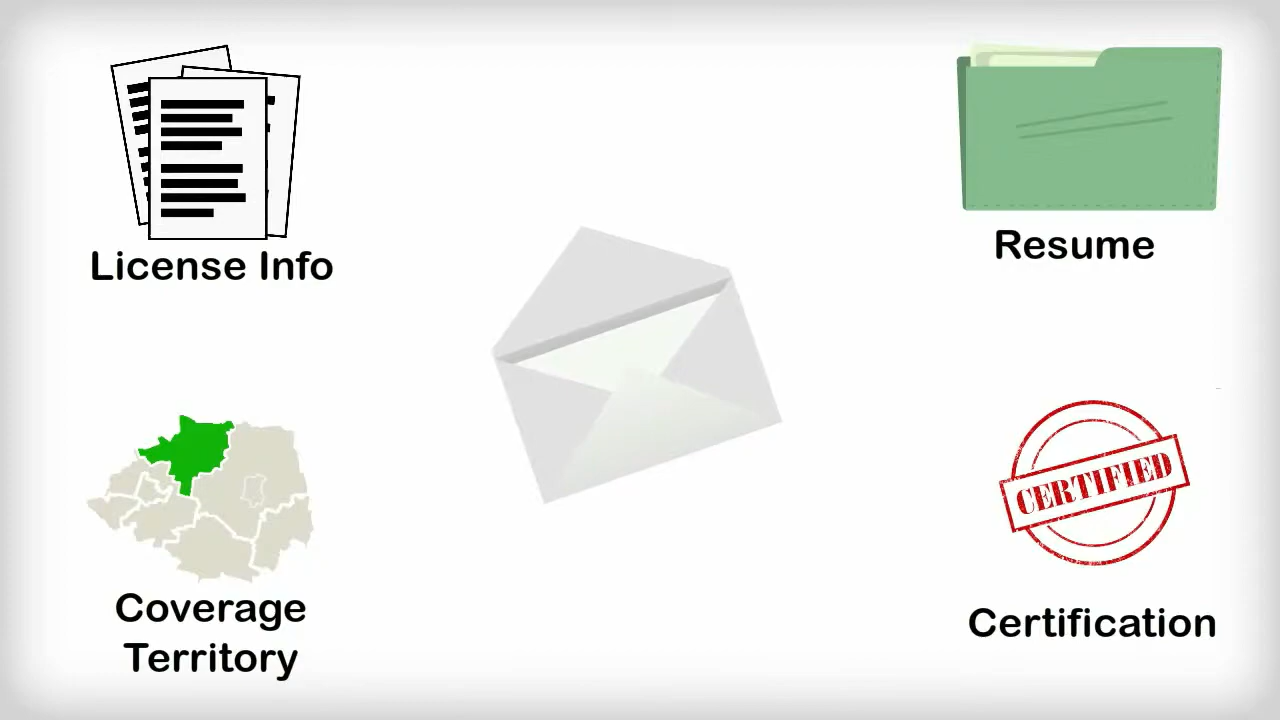 License Info
Resume
CERTIFIED
Coverage
Territory
Certification